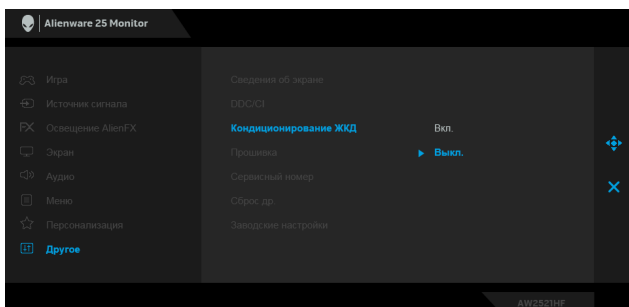 Alienware 25 Monitor
Игра
Источник сигнала
FX Освещение AlienFX
Экран
Аудио
Меню
Персонализация
Другое
Сведения об экране
DDC/CI
Кондиционирование ЖКД Вкл.
Прошивка Выкл.
Сервисный номер
Сброс др.
Заводские настройки
AW2521HF